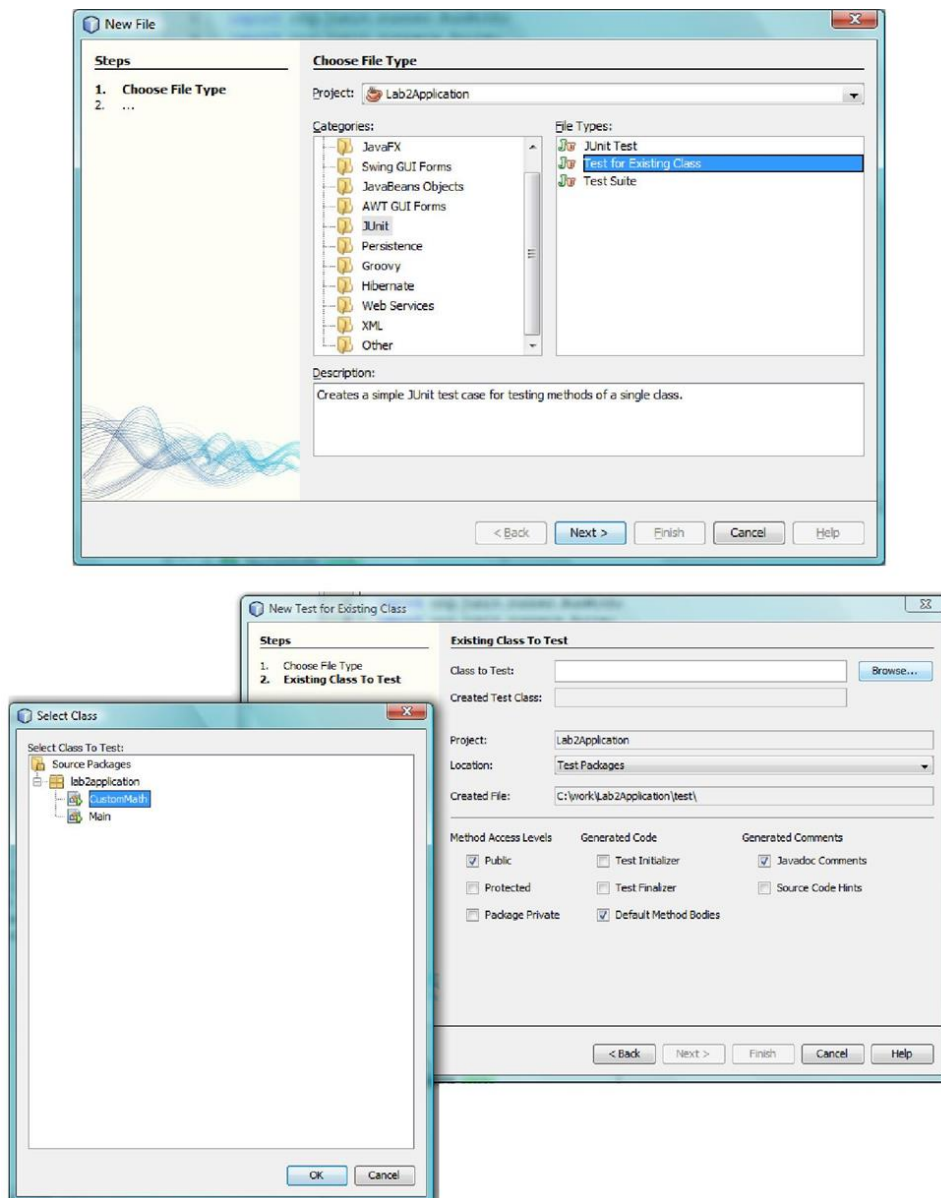 New File
Steps
1. Choose File Type
2. ...
Choose File Type
Project: Lab2Application
Categories:
JavaFX
Swing GUI Forms
JavaBeans Objects
AWT GUI Forms
JUnit
Persistence
Groovy
Hibernate
Web Services
XML
Other
File Types:
JUnit Test
Test for Existing Class
Test Suite
Description:
Creates a simple JUnit test case for testing methods of a single class.
< Back Next > Finish Cancel Help
New Test for Existing Class
Steps
1. Choose File Type
2. Existing Class To Test
Existing Class To Test
Class to Test: Browse...
Created Test Class:
Project: Lab2Application
Location: Test Packages
Created File: C:\work\Lab2Application\test\
Method Access Levels
Public
Protected
Package Private
Generated Code
Test Initializer
Test Finalizer
Default Method Bodies
Generated Comments
Javadoc Comments
Source Code Hints
< Back Next > Finish Cancel Help
Select Class
Select Class To Test:
Source Packages
lab2application
CustomMath
Main
OK Cancel